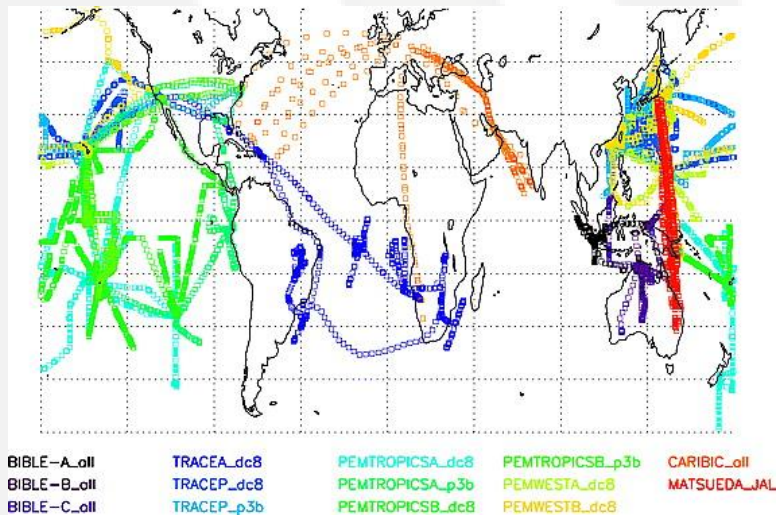 BIBLE-A_all TRACEA_dc8 PEMTROPICSA_dc8 PEMTROPICSB_p3b CARIBIC_all
BIBLE-B_all TRACEP_dc8 PEMTROPICSA_p3b PEMWESTA_dc8 MATSUEDA_JAL
BIBLE-C_all TRACEP_p3b PEMTROPICSB_dc8 PEMWESTB_dc8